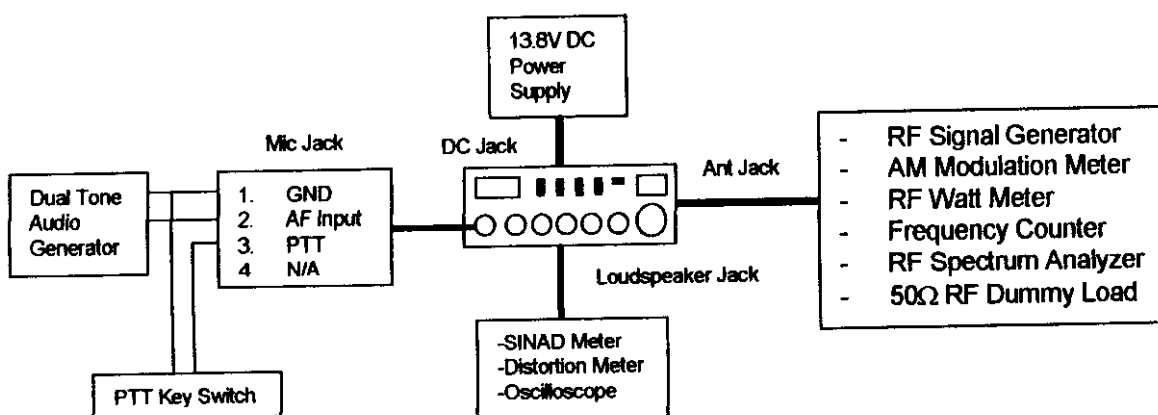 13.8V DC
Power
Supply
Mic Jack
DC Jack
Ant Jack
Dual Tone
Audio
Generator
1. GND
2. AF Input
3. PTT
4 N/A
- RF Signal Generator
- AM Modulation Meter
- RF Watt Meter
- Frequency Counter
- RF Spectrum Analyzer
- 50Ω RF Dummy Load
Loudspeaker Jack
-SINAD Meter
-Distortion Meter
-Oscilloscope
PTT Key Switch